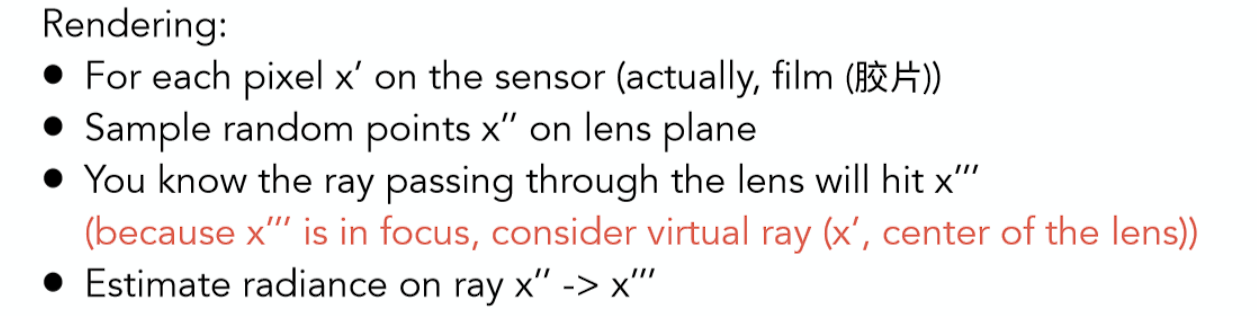 Rendering:
● For each pixel x′ on the sensor (actually, film (胶片))
● Sample random points x′′ on lens plane
● You know the ray passing through the lens will hit x′′′
(because x′′′ is in focus, consider virtual ray (x′, center of the lens))
● Estimate radiance on ray x′′ -> x′′′